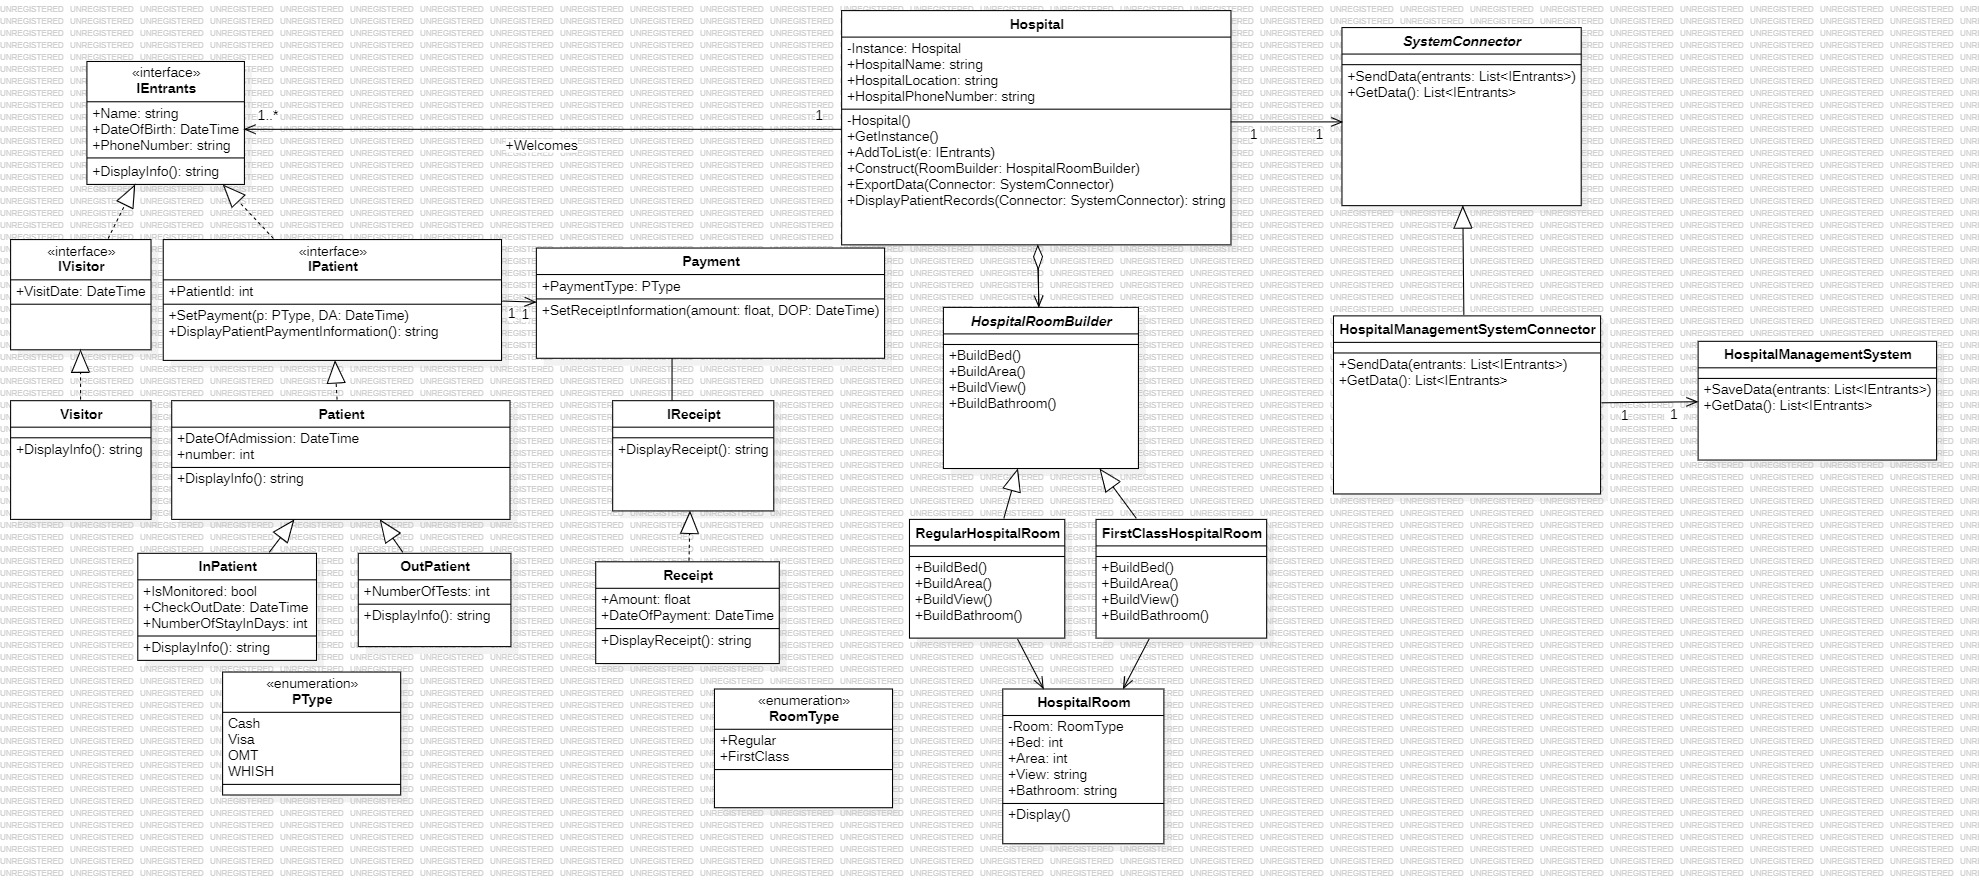 Hospital
-Instance: Hospital
+HospitalName: string
+HospitalLocation: string
+HospitalPhoneNumber: string
-Hospital()
+GetInstance()
+AddToList(e: IEntrants)
+Construct(RoomBuilder: HospitalRoomBuilder)
+ExportData(Connector: SystemConnector)
+DisplayPatientRecords(Connector: SystemConnector): string
SystemConnector
+SendData(entrants: List<IEntrants>)
+GetData(): List<IEntrants>
«interface»
IEntrants
+Name: string
+DateOfBirth: DateTime
+PhoneNumber: string
+DisplayInfo(): string
1..*
+Welcomes
1
1
1
«interface»
IVisitor
+VisitDate: DateTime
«interface»
IPatient
+PatientId: int
+SetPayment(p: PType, DA: DateTime)
+DisplayPatientPaymentInformation(): string
1
1
Payment
+PaymentType: PType
+SetReceiptInformation(amount: float, DOP: DateTime)
HospitalRoomBuilder
+BuildBed()
+BuildArea()
+BuildView()
+BuildBathroom()
HospitalManagementSystemConnector
+SendData(entrants: List<IEntrants>)
+GetData(): List<IEntrants>
1
1
HospitalManagementSystem
+SaveData(entrants: List<IEntrants>)
+GetData(): List<IEntrants>
Visitor
+DisplayInfo(): string
Patient
+DateOfAdmission: DateTime
+number: int
+DisplayInfo(): string
IReceipt
+DisplayReceipt(): string
RegularHospitalRoom
+BuildBed()
+BuildArea()
+BuildView()
+BuildBathroom()
FirstClassHospitalRoom
+BuildBed()
+BuildArea()
+BuildView()
+BuildBathroom()
InPatient
+IsMonitored: bool
+CheckOutDate: DateTime
+NumberOfStayInDays: int
+DisplayInfo(): string
OutPatient
+NumberOfTests: int
+DisplayInfo(): string
Receipt
+Amount: float
+DateOfPayment: DateTime
+DisplayReceipt(): string
«enumeration»
PType
Cash
Visa
OMT
WHISH
«enumeration»
RoomType
+Regular
+FirstClass
HospitalRoom
-Room: RoomType
+Bed: int
+Area: int
+View: string
+Bathroom: string
+Display()
UNREGISTERED